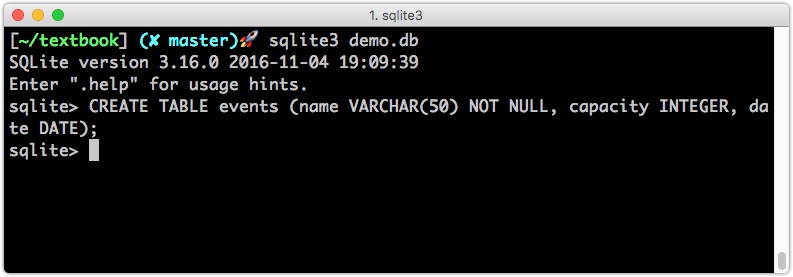 1. sqlite3
[~/textbook] (✘ master)🚀 sqlite3 demo.db
SQLite version 3.16.0 2016-11-04 19:09:39
Enter ".help" for usage hints.
sqlite> CREATE TABLE events (name VARCHAR(50) NOT NULL, capacity INTEGER, da
te DATE);
sqlite>